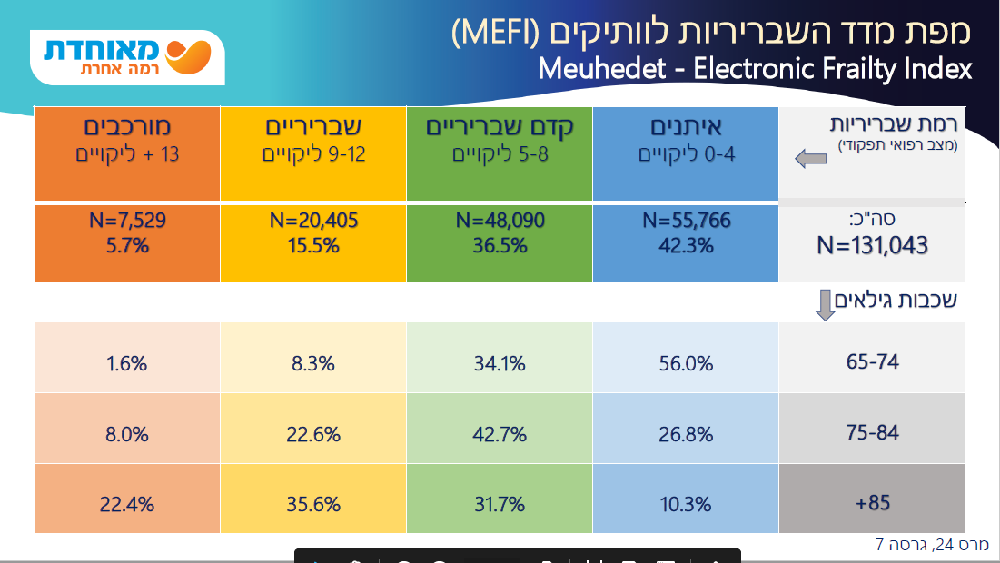 מפת מדד השבריריות לוותיקים (MEFI)
Meuhedet - Electronic Frailty Index
מאוחדת
רמה אחרת
רמת שבריריות
(מצב רפואי תפקודי)
איתנים
0-4 ליקויים
קדם שבריריים
5-8 ליקויים
שבריריים
9-12 ליקויים
מורכבים
13 + ליקויים
סה"כ:
N=131,043
N=55,766
42.3%
N=48,090
36.5%
N=20,405
15.5%
N=7,529
5.7%
שכבות גילאים
65-74
56.0%
34.1%
8.3%
1.6%
75-84
26.8%
42.7%
22.6%
8.0%
+85
10.3%
31.7%
35.6%
22.4%
מרס 24, גרסה 7